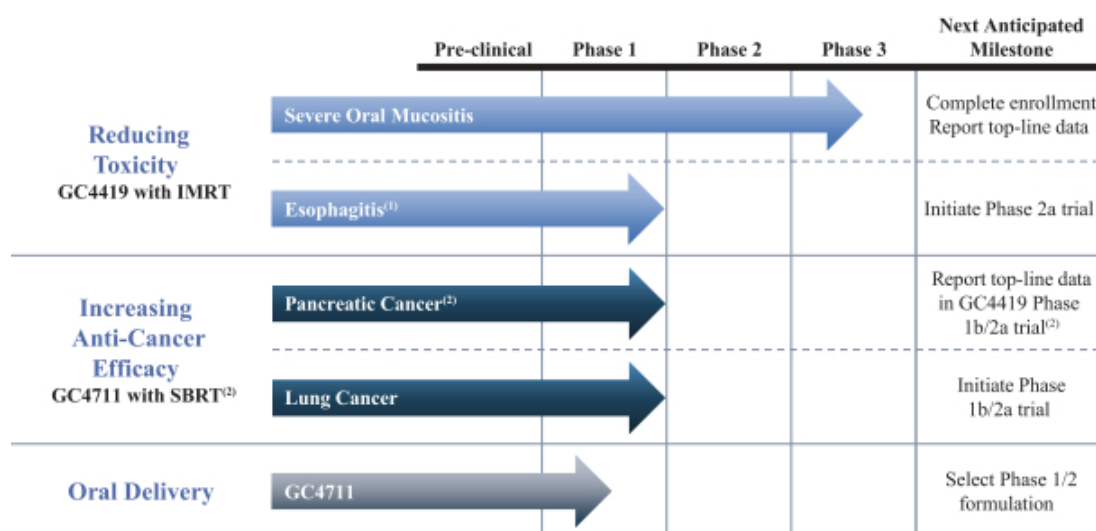 Pre-clinical Phase 1 Phase 2 Phase 3 Next Anticipated
Milestone
Reducing
Toxicity
GC4419 with IMRT
Severe Oral Mucositis
Complete enrollment
Report top-line data
Esophagitis(1)
Initiate Phase 2a trial
Increasing
Anti-Cancer
Efficacy
GC4711 with SBRT(2)
Pancreatic Cancer(2)
Report top-line data
in GC4419 Phase
1b/2a trial(2)
Lung Cancer
Initiate Phase
1b/2a trial
Oral Delivery
GC4711
Select Phase 1/2
formulation